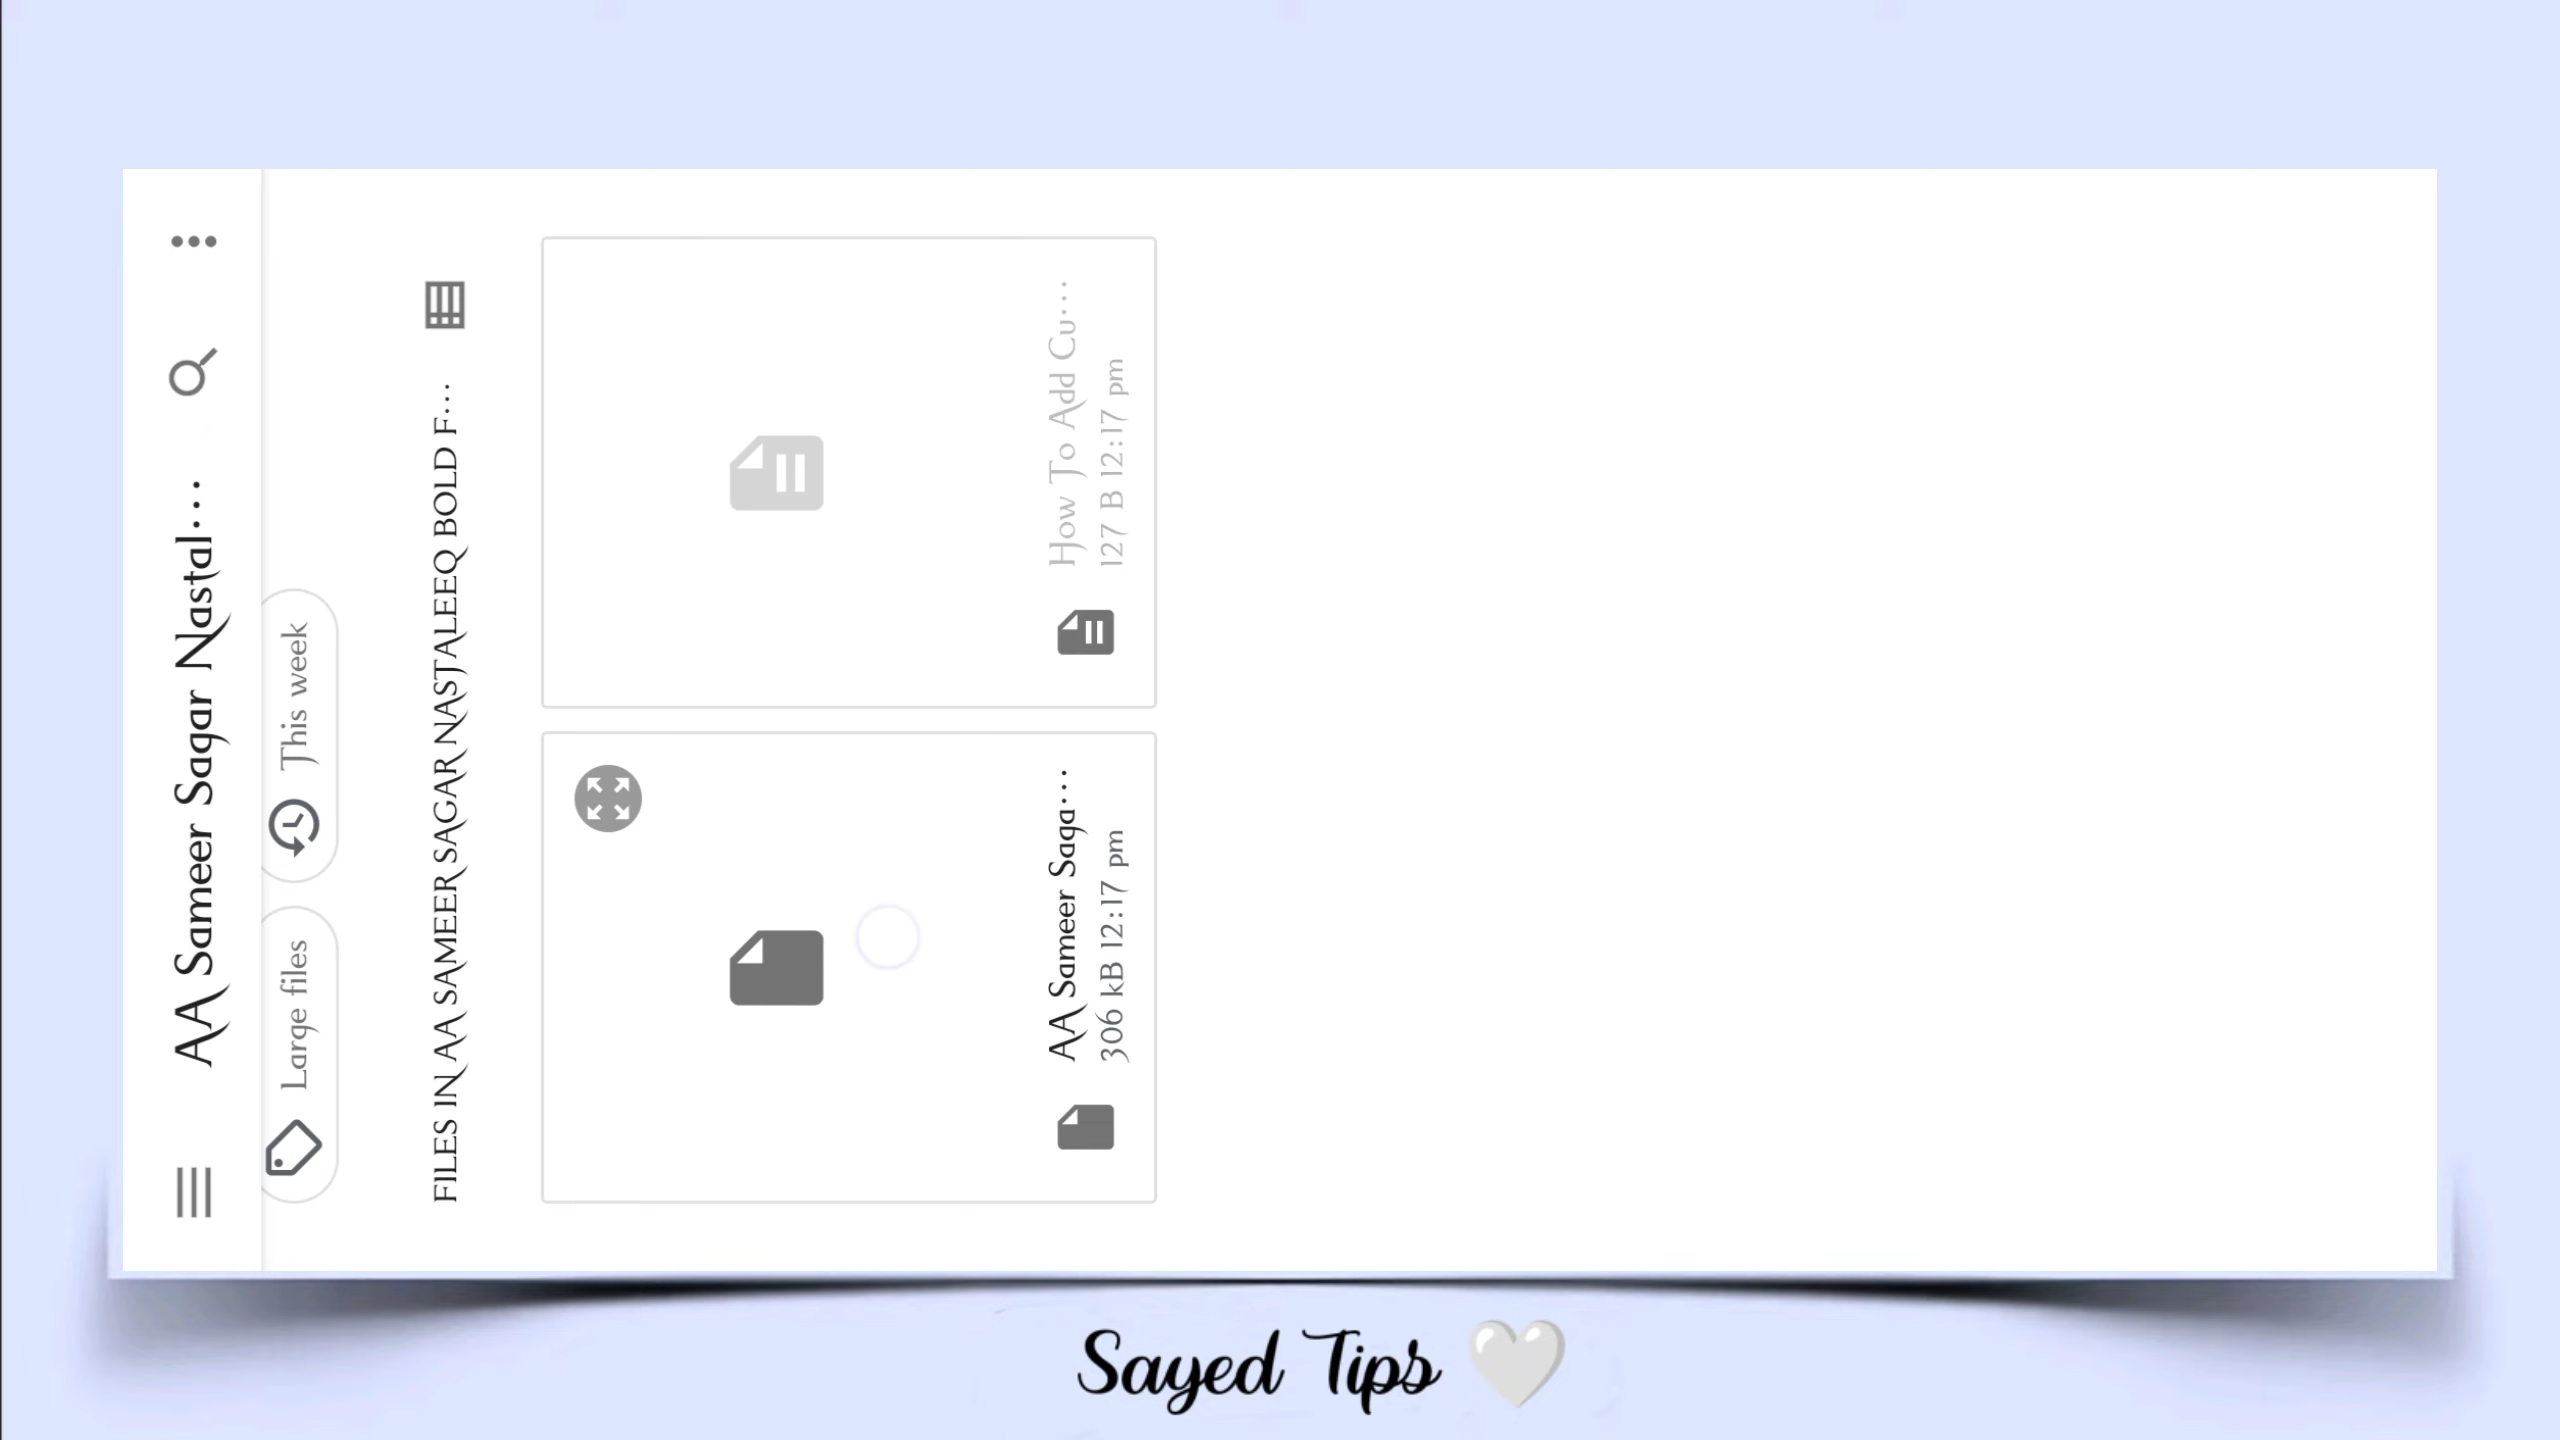 AA Sameer Sagar Nastal...
Large files
This week
FILES IN AA SAMEER SAGAR NASTALEEQ BOLD F...
AA Sameer Saga...
306 kB 12:17 pm
How To Add Cu...
127 B 12:17 pm
Sayed Tips 🤍